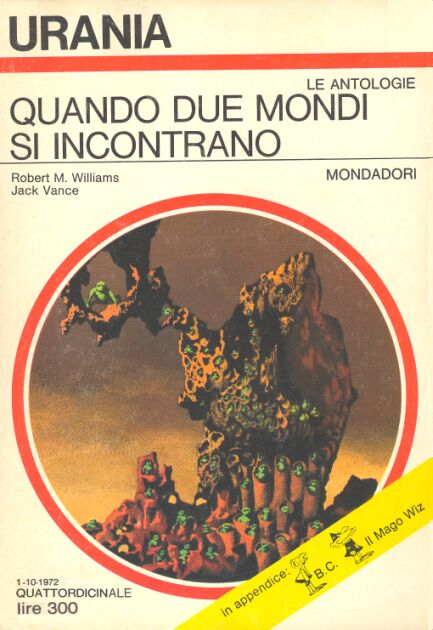 URANIA
LE ANTOLOGIE
QUANDO DUE MONDI
SI INCONTRANO
Robert M. Williams
Jack Vance
MONDADORI
1-10-1972
QUATTORDICINALE
lire 300
in appendice:
B.C.
Il Mago Wiz